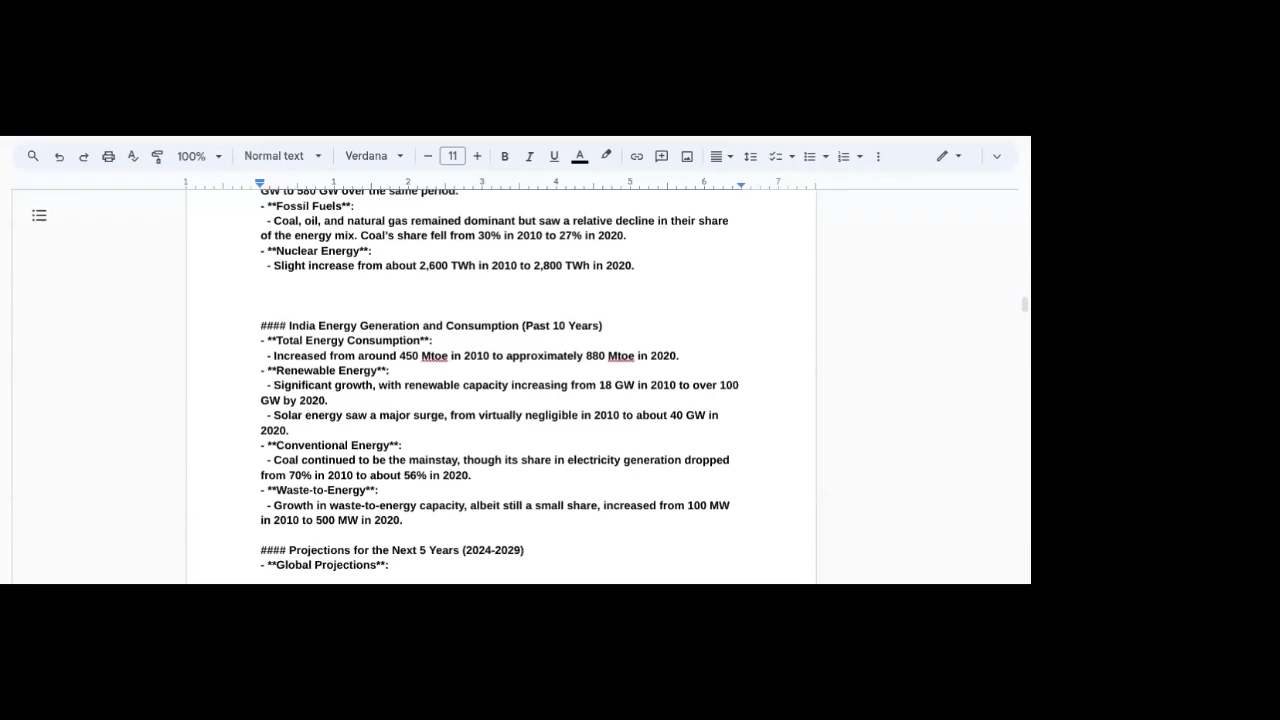 100%
Normal text
Verdana
11
B
I
U
A
1
1
2
3
4
5
6
7
GW to 580 GW over the same period.
- **Fossil Fuels**:
- Coal, oil, and natural gas remained dominant but saw a relative decline in their share
of the energy mix. Coal's share fell from 30% in 2010 to 27% in 2020.
- **Nuclear Energy**:
- Slight increase from about 2,600 TWh in 2010 to 2,800 TWh in 2020.
#### India Energy Generation and Consumption (Past 10 Years)
- **Total Energy Consumption**:
- Increased from around 450 Mtoe in 2010 to approximately 880 Mtoe in 2020.
- **Renewable Energy**:
- Significant growth, with renewable capacity increasing from 18 GW in 2010 to over 100
GW by 2020.
- Solar energy saw a major surge, from virtually negligible in 2010 to about 40 GW in
2020.
- **Conventional Energy**:
- Coal continued to be the mainstay, though its share in electricity generation dropped
from 70% in 2010 to about 56% in 2020.
- **Waste-to-Energy**:
- Growth in waste-to-energy capacity, albeit still a small share, increased from 100 MW
in 2010 to 500 MW in 2020.
#### Projections for the Next 5 Years (2024-2029)
- **Global Projections**: